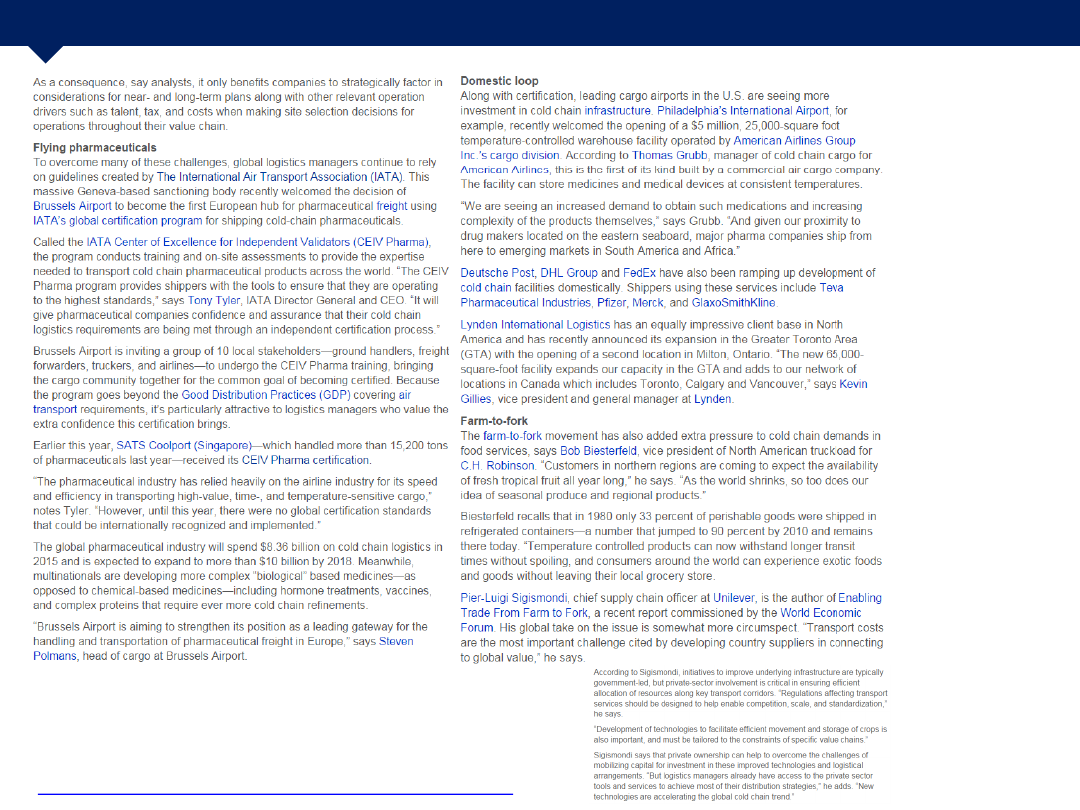 As a consequence, say analysts, it only benefits companies to strategically factor in
considerations for near- and long-term plans along with other relevant operation
drivers such as talent, tax, and costs when making site selection decisions for
operations throughout their value chain.
Flying pharmaceuticals
To overcome many of these challenges, global logistics managers continue to rely
on guidelines created by The International Air Transport Association (IATA). This
massive Geneva-based sanctioning body recently welcomed the decision of
Brussels Airport to become the first European hub for pharmaceutical freight using
IATA's global certification program for shipping cold-chain pharmaceuticals.
Called the IATA Center of Excellence for Independent Validators (CEIV Pharma),
the program conducts training and on-site assessments to provide the expertise
needed to transport cold chain pharmaceutical products across the world. “The CEIV
Pharma program provides shippers with the tools to ensure that they are operating
to the highest standards,” says Tony Tyler, IATA Director General and CEO. “It will
give pharmaceutical companies confidence and assurance that their cold chain
logistics requirements are being met through an independent certification process.”
Brussels Airport is inviting a group of 10 local stakeholders—ground handlers, freight
forwarders, truckers, and airlines—to undergo the CEIV Pharma training, bringing
the cargo community together for the common goal of becoming certified. Because
the program goes beyond the Good Distribution Practices (GDP) covering air
transport requirements, it's particularly attractive to logistics managers who value the
extra confidence this certification brings.
Earlier this year, SATS Coolport (Singapore)—which handled more than 15,200 tons
of pharmaceuticals last year—received its CEIV Pharma certification.
“The pharmaceutical industry has relied heavily on the airline industry for its speed
and efficiency in transporting high-value, time-, and temperature-sensitive cargo,”
notes Tyler. “However, until this year, there were no global certification standards
that could be internationally recognized and implemented.”
The global pharmaceutical industry will spend $8.36 billion on cold chain logistics in
2015 and is expected to expand to more than $10 billion by 2018. Meanwhile,
multinationals are developing more complex “biological” based medicines—as
opposed to chemical-based medicines—including hormone treatments, vaccines,
and complex proteins that require ever more cold chain refinements.
“Brussels Airport is aiming to strengthen its position as a leading gateway for the
handling and transportation of pharmaceutical freight in Europe,” says Steven
Polmans, head of cargo at Brussels Airport.
Domestic loop
Along with certification, leading cargo airports in the U.S. are seeing more
investment in cold chain infrastructure. Philadelphia's International Airport, for
example, recently welcomed the opening of a $5 million, 25,000-square foot
temperature-controlled warehouse facility operated by American Airlines Group
Inc.'s cargo division. According to Thomas Grubb, manager of cold chain cargo for
American Airlines, this is the first of its kind built by a commercial air cargo company.
The facility can store medicines and medical devices at consistent temperatures.
“We are seeing an increased demand to obtain such medications and increasing
complexity of the products themselves,” says Grubb. “And given our proximity to
drug makers located on the eastern seaboard, major pharma companies ship from
here to emerging markets in South America and Africa.”
Deutsche Post, DHL Group and FedEx have also been ramping up development of
cold chain facilities domestically. Shippers using these services include Teva
Pharmaceutical Industries, Pfizer, Merck, and GlaxoSmithKline.
Lynden International Logistics has an equally impressive client base in North
America and has recently announced its expansion in the Greater Toronto Area
(GTA) with the opening of a second location in Milton, Ontario. “The new 65,000-
square-foot facility expands our capacity in the GTA and adds to our network of
locations in Canada which includes Toronto, Calgary and Vancouver,” says Kevin
Gillies, vice president and general manager at Lynden.
Farm-to-fork
The farm-to-fork movement has also added extra pressure to cold chain demands in
food services, says Bob Biesterfeld, vice president of North American truckload for
C.H. Robinson. “Customers in northern regions are coming to expect the availability
of fresh tropical fruit all year long,” he says. “As the world shrinks, so too does our
idea of seasonal produce and regional products.”
Biesterfeld recalls that in 1980 only 33 percent of perishable goods were shipped in
refrigerated containers—a number that jumped to 90 percent by 2010 and remains
there today. “Temperature controlled products can now withstand longer transit
times without spoiling, and consumers around the world can experience exotic foods
and goods without leaving their local grocery store.
Pier-Luigi Sigismondi, chief supply chain officer at Unilever, is the author of Enabling
Trade From Farm to Fork, a recent report commissioned by the World Economic
Forum. His global take on the issue is somewhat more circumspect. “Transport costs
are the most important challenge cited by developing country suppliers in connecting
to global value,” he says.
According to Sigismondi, initiatives to improve underlying infrastructure are typically
government-led, but private-sector involvement is critical in ensuring efficient
allocation of resources along key transport corridors. “Regulations affecting transport
services should be designed to help enable competition, scale, and standardization,”
he says.
“Development of technologies to facilitate efficient movement and storage of crops is
also important, and must be tailored to the constraints of specific value chains.”
Sigismondi says that private ownership can help to overcome the challenges of
mobilizing capital for investment in these improved technologies and logistical
arrangements. “But logistics managers already have access to the private sector
tools and services to achieve most of their distribution strategies,” he adds. “New
technologies are accelerating the global cold chain trend.”